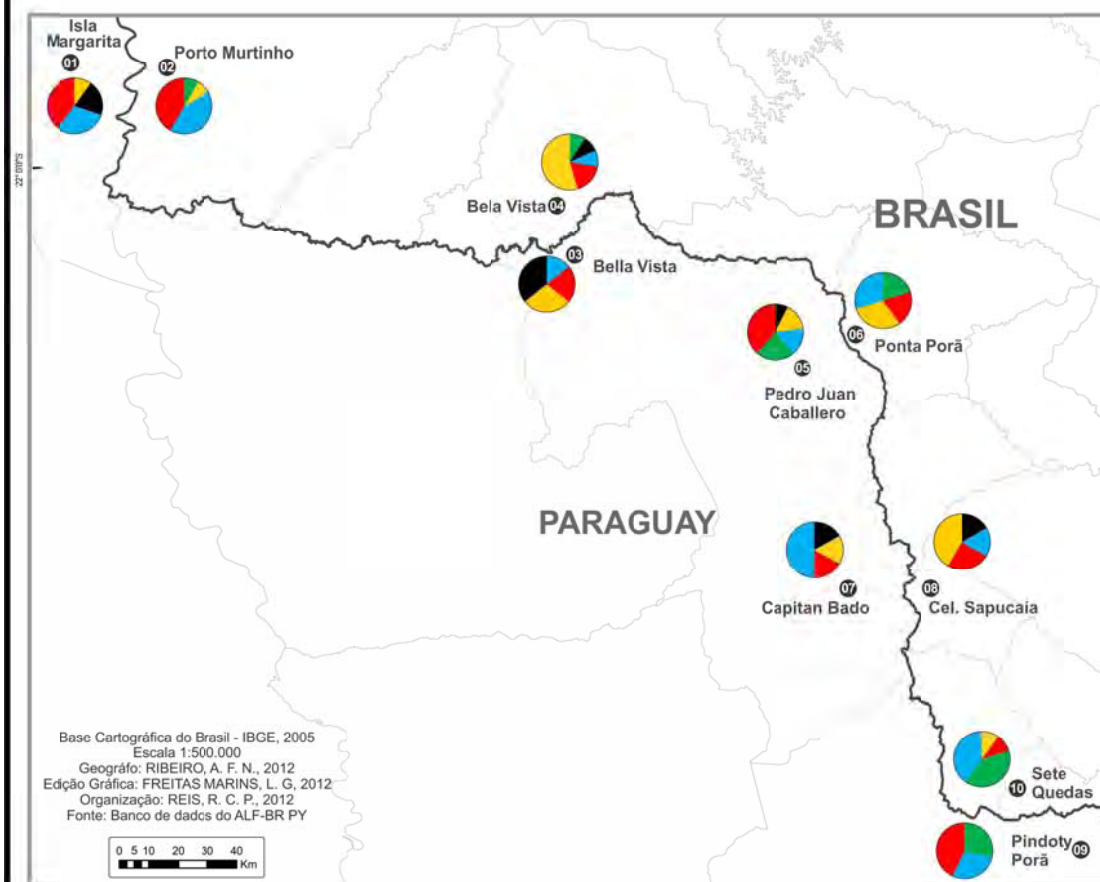 Isla
Margarita
01
Porto Murtinho
02
Bela Vista 04
03
Bella Vista
BRASIL
06
Ponta Porã
05
Pedro Juan
Caballero
PARAGUAY
07
Capitan Bado
08
Cel. Sapucaia
10
Sete
Quedas
Pindoty 09
Porã
Base Cartográfica do Brasil - IBGE, 2005
Escala 1:500.000
Geográfo: RIBEIRO, A. F. N., 2012
Edição Gráfica: FREITAS MARINS, L. G, 2012
Organização: REIS, R. C. P., 2012
Fonte: Banco de dados do ALF-BR PY
0 5 10 20 30 40
Km